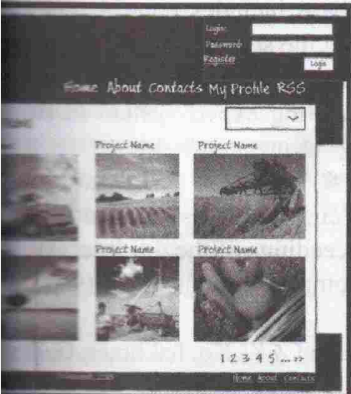 Login:
Password:
Register Login
Home About Contacts My Profile RSS
Project Name Project Name
Project Name Project Name
1 2 3 4 5 ... >>
Home About Contacts